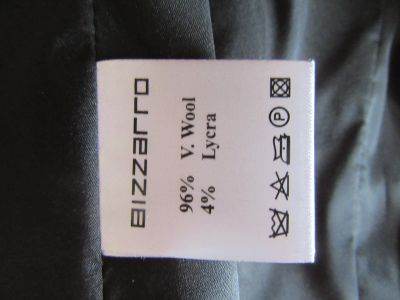 BIZZARRO
96% V. Wool
4% Lycra
P